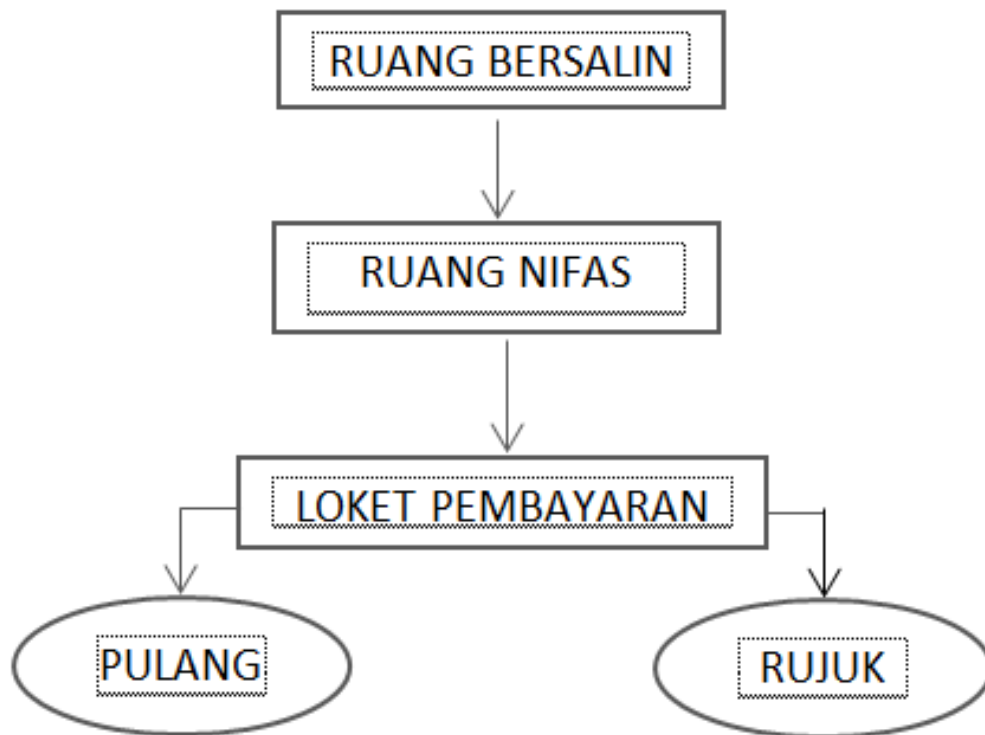 RUANG BERSALIN
RUANG NIFAS
LOKET PEMBAYARAN
PULANG
RUJUK